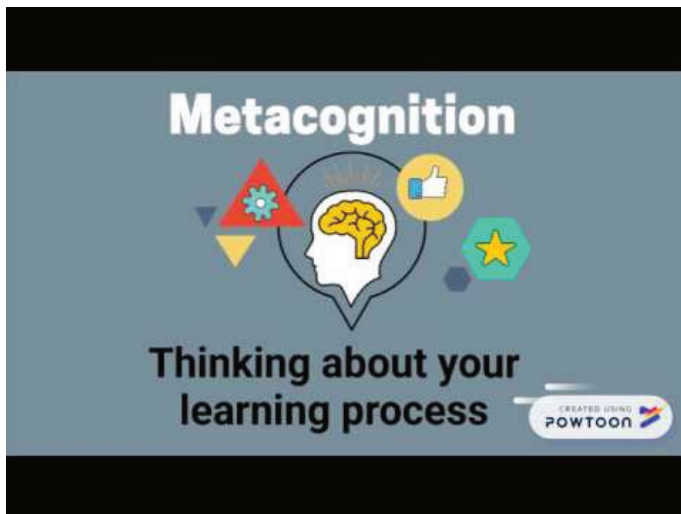 Metacognition
Thinking about your
learning process
CREATED USING
POWTOON